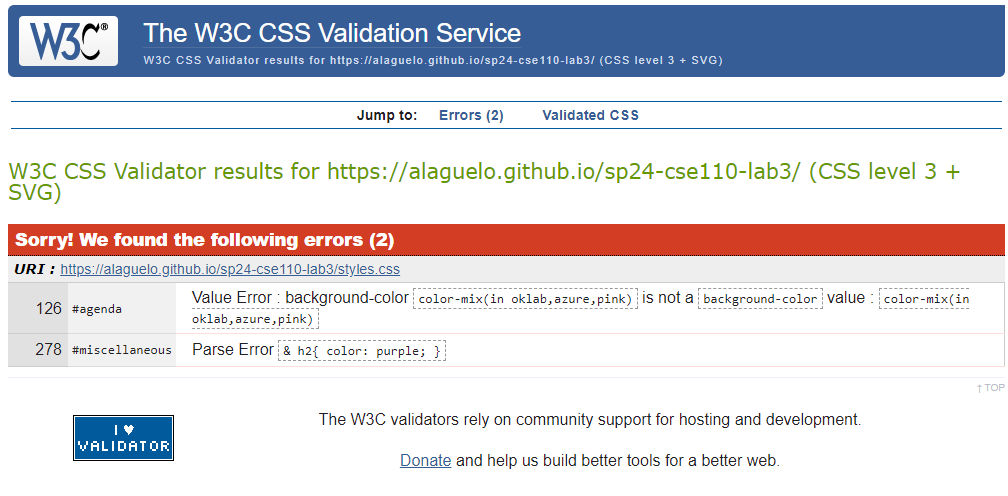 W3C®
The W3C CSS Validation Service
W3C CSS Validator results for https://alaguelo.github.io/sp24-cse110-lab3/ (CSS level 3 + SVG)
Jump to: Errors (2) Validated CSS
W3C CSS Validator results for https://alaguelo.github.io/sp24-cse110-lab3/ (CSS level 3 +
SVG)
Sorry! We found the following errors (2)
URI : https://alaguelo.github.io/sp24-cse110-lab3/styles.css
126 #agenda Value Error : background-color color-mix(in oklab,azure,pink) is not a background-color value : color-mix(in
oklab,azure,pink)
278 #miscellaneous Parse Error & h2{ color: purple; }
↑ TOP
I ♥
VALIDATOR
The W3C validators rely on community support for hosting and development.
Donate and help us build better tools for a better web.